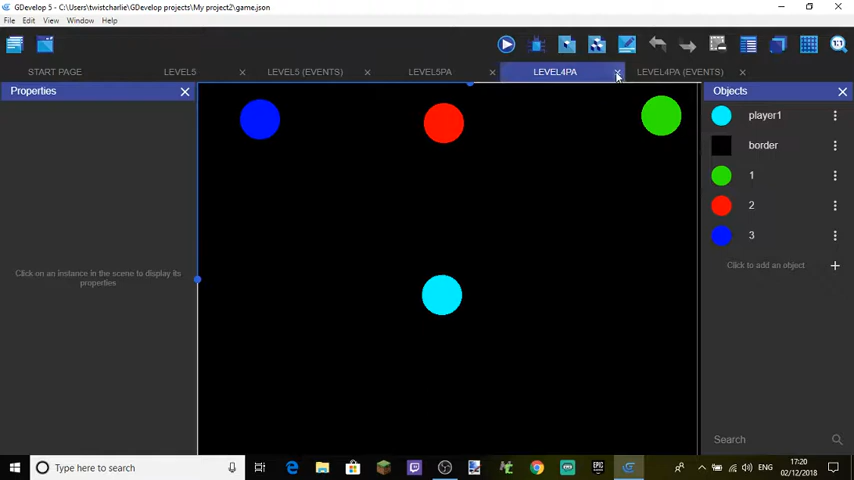 GDevelop 5 - C:\Users\twistcharlie\GDevelop projects\My project2\game.json
File Edit View Window Help
START PAGE LEVEL5 LEVEL5 (EVENTS) LEVEL5PA LEVEL4PA LEVEL4PA (EVENTS)
Properties
Objects
player1
border
1
2
3
Click to add an object
Click on an instance in the scene to display its
properties
Search
Type here to search
EPIC
ENG
17:20
02/12/2018